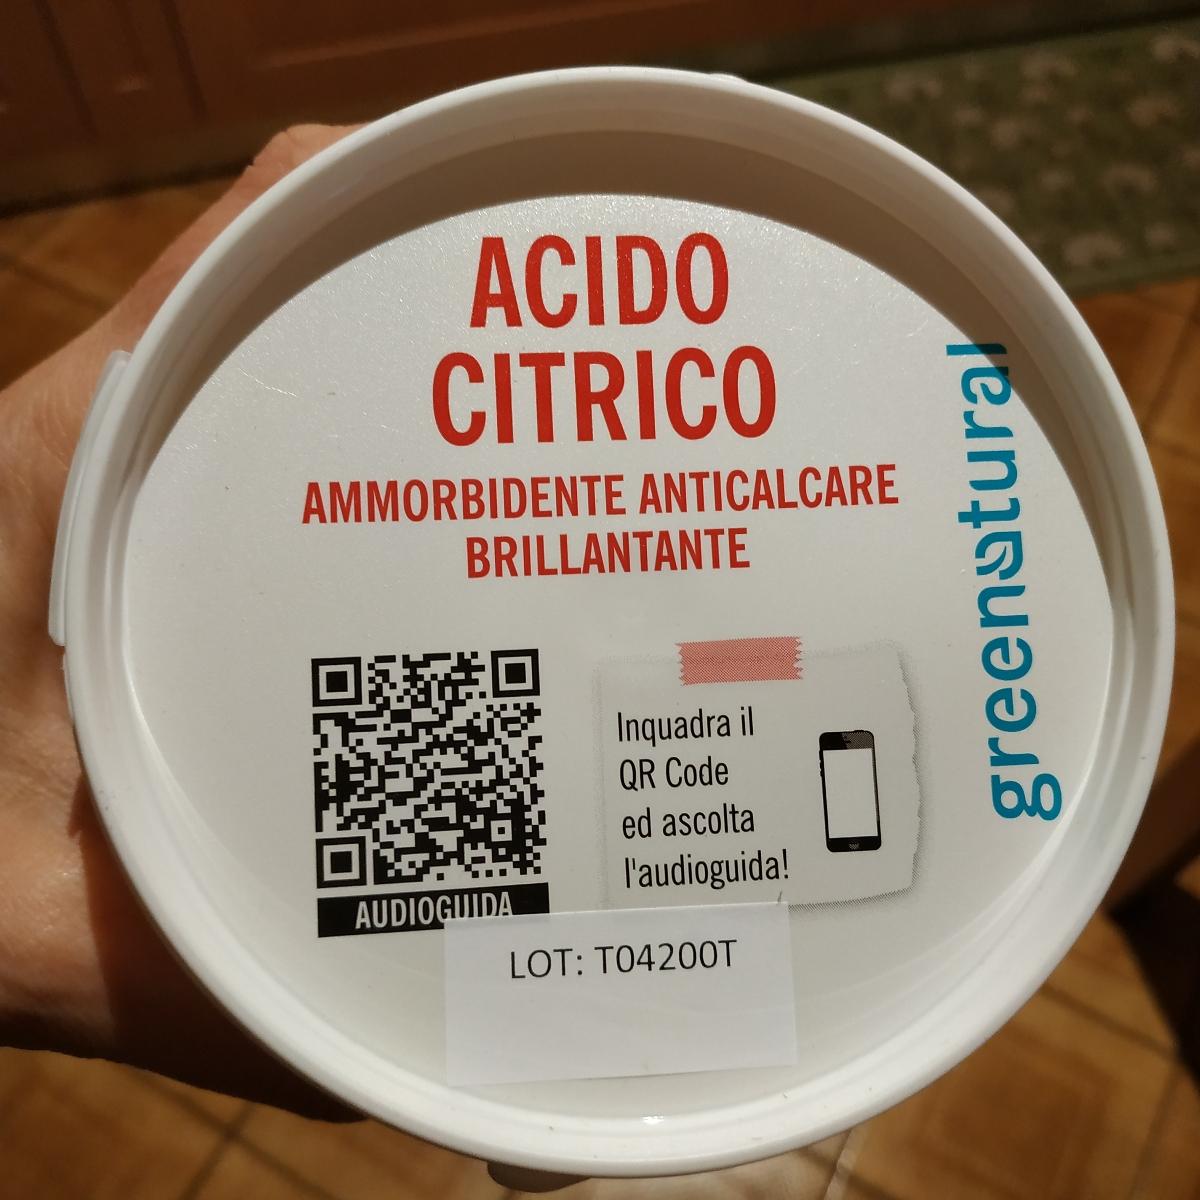 ACIDO
CITRICO
AMMORBIDENTE ANTICALCARE
BRILLANTANTE
greenatural
Inquadra il
QR Code
ed ascolta
l'audioguida!
AUDIOGUIDA
LOT: T04200T